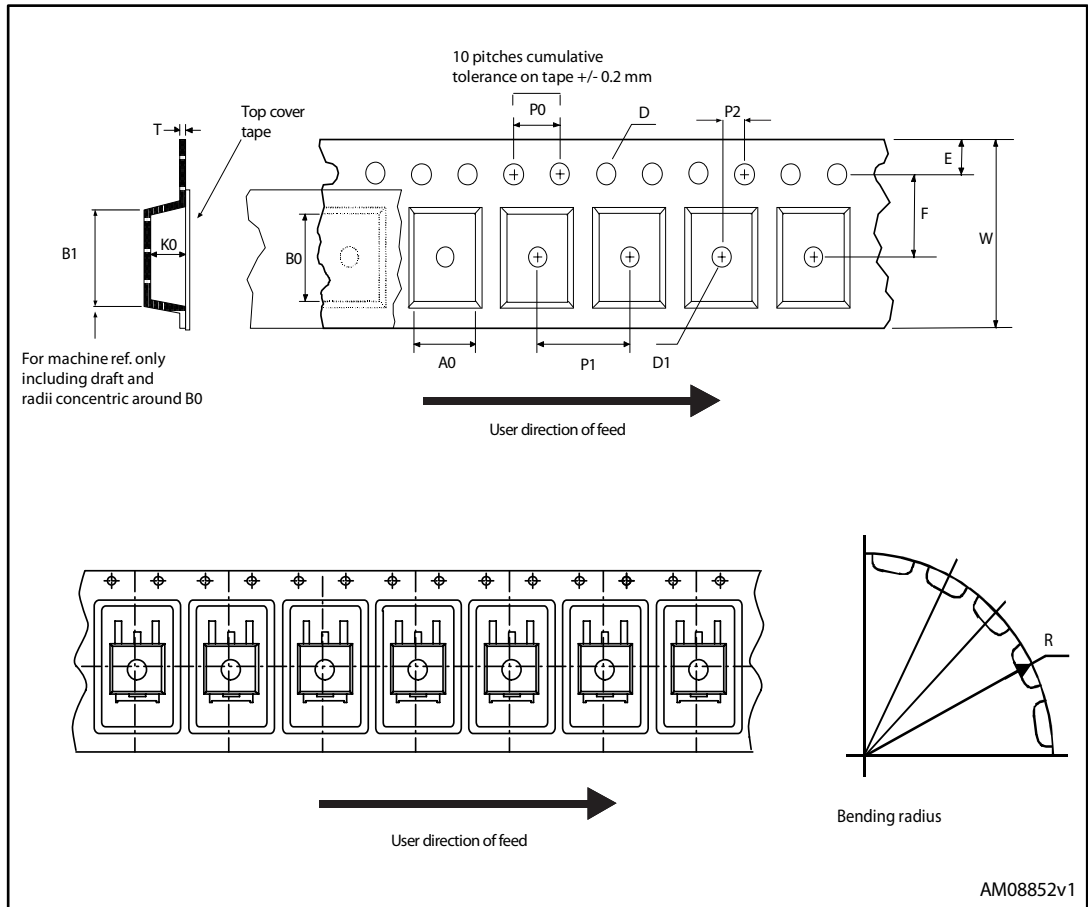 10 pitches cumulative
tolerance on tape +/- 0.2 mm
Top cover
tape
T
P0
D
P2
E
F
W
B1
K0
B0
For machine ref. only
including draft and
radii concentric around B0
A0
P1
D1
User direction of feed
R
Bending radius
User direction of feed
AM08852v1